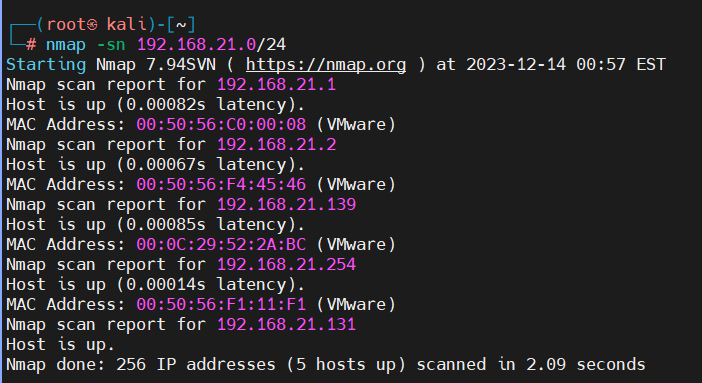 ┌──(root㉿ kali)-[~]
└─# nmap -sn 192.168.21.0/24
Starting Nmap 7.94SVN ( https://nmap.org ) at 2023-12-14 00:57 EST
Nmap scan report for 192.168.21.1
Host is up (0.00082s latency).
MAC Address: 00:50:56:C0:00:08 (VMware)
Nmap scan report for 192.168.21.2
Host is up (0.00067s latency).
MAC Address: 00:50:56:F4:45:46 (VMware)
Nmap scan report for 192.168.21.139
Host is up (0.00085s latency).
MAC Address: 00:0C:29:52:2A:BC (VMware)
Nmap scan report for 192.168.21.254
Host is up (0.00014s latency).
MAC Address: 00:50:56:F1:11:F1 (VMware)
Nmap scan report for 192.168.21.131
Host is up.
Nmap done: 256 IP addresses (5 hosts up) scanned in 2.09 seconds